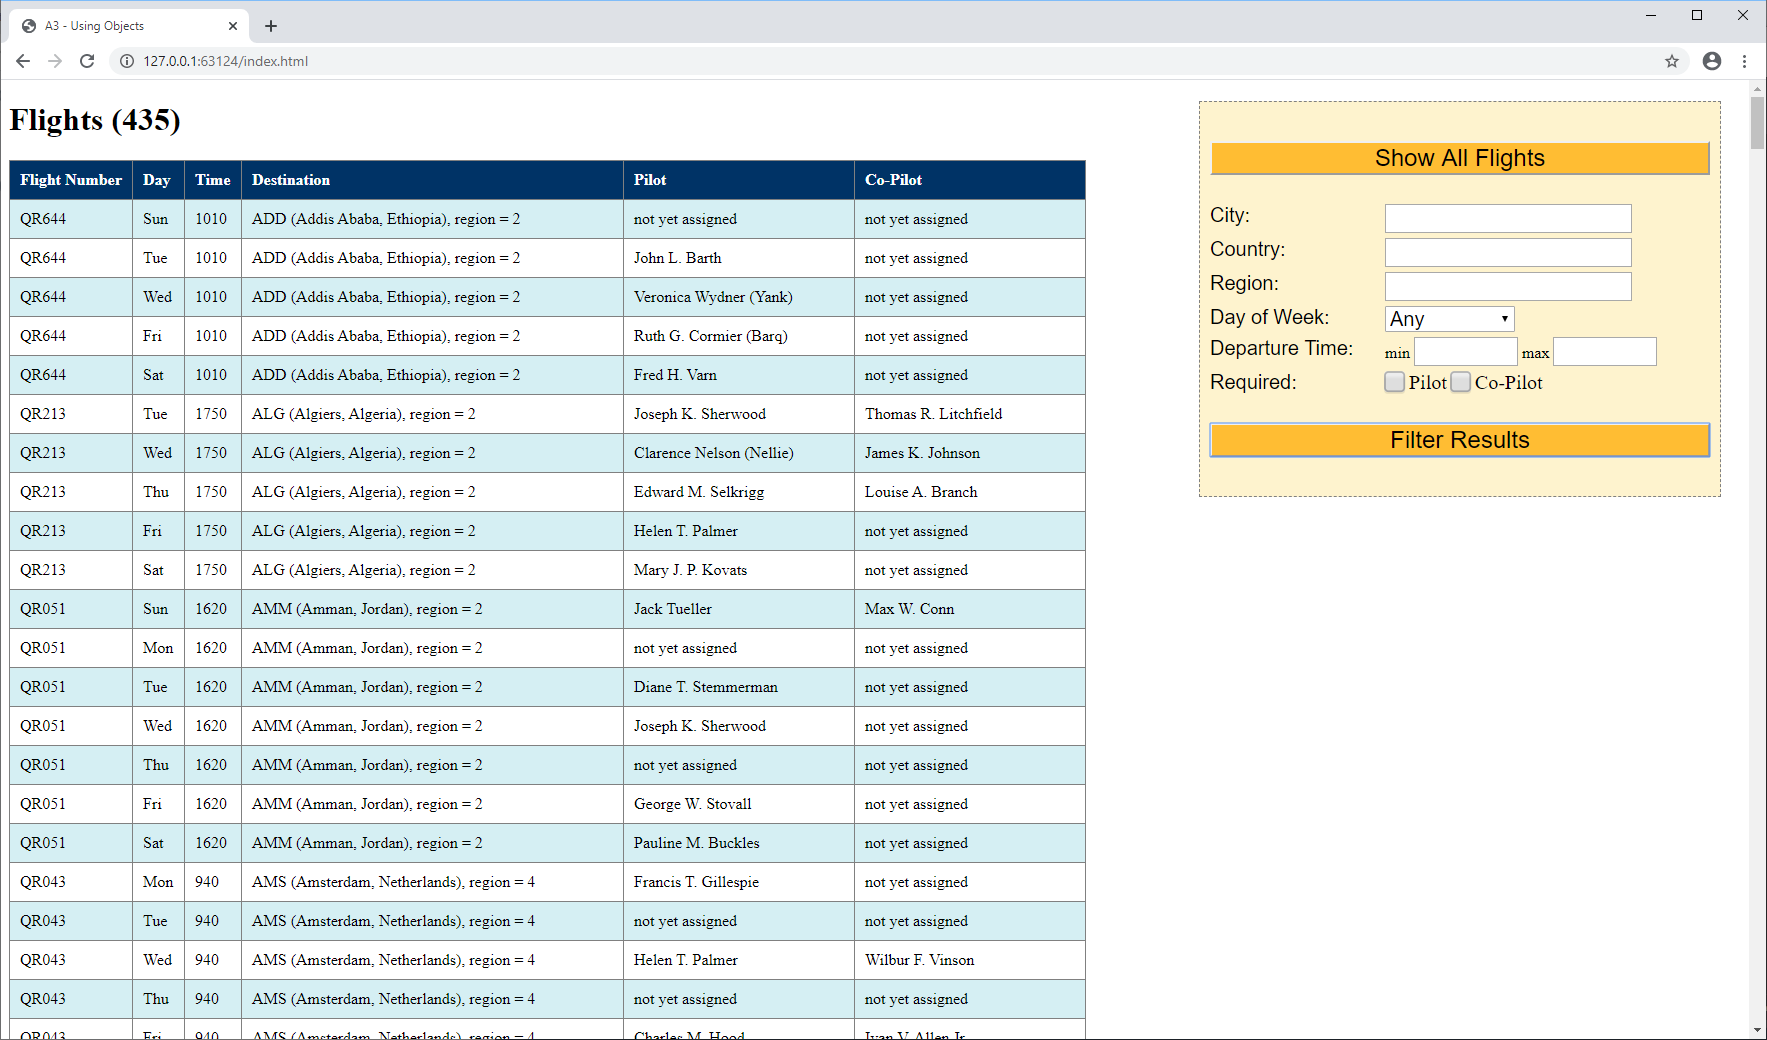 A3 - Using Objects
127.0.0.1:63124/index.html
Flights (435)
Flight Number Day Time Destination Pilot Co-Pilot
QR644 Sun 1010 ADD (Addis Ababa, Ethiopia), region = 2 not yet assigned not yet assigned
QR644 Tue 1010 ADD (Addis Ababa, Ethiopia), region = 2 John L. Barth not yet assigned
QR644 Wed 1010 ADD (Addis Ababa, Ethiopia), region = 2 Veronica Wydner (Yank) not yet assigned
QR644 Fri 1010 ADD (Addis Ababa, Ethiopia), region = 2 Ruth G. Cormier (Barq) not yet assigned
QR644 Sat 1010 ADD (Addis Ababa, Ethiopia), region = 2 Fred H. Varn not yet assigned
QR213 Tue 1750 ALG (Algiers, Algeria), region = 2 Joseph K. Sherwood Thomas R. Litchfield
QR213 Wed 1750 ALG (Algiers, Algeria), region = 2 Clarence Nelson (Nellie) James K. Johnson
QR213 Thu 1750 ALG (Algiers, Algeria), region = 2 Edward M. Selkrigg Louise A. Branch
QR213 Fri 1750 ALG (Algiers, Algeria), region = 2 Helen T. Palmer not yet assigned
QR213 Sat 1750 ALG (Algiers, Algeria), region = 2 Mary J. P. Kovats not yet assigned
QR051 Sun 1620 AMM (Amman, Jordan), region = 2 Jack Tueller Max W. Conn
QR051 Mon 1620 AMM (Amman, Jordan), region = 2 not yet assigned not yet assigned
QR051 Tue 1620 AMM (Amman, Jordan), region = 2 Diane T. Stemmerman not yet assigned
QR051 Wed 1620 AMM (Amman, Jordan), region = 2 Joseph K. Sherwood not yet assigned
QR051 Thu 1620 AMM (Amman, Jordan), region = 2 not yet assigned not yet assigned
QR051 Fri 1620 AMM (Amman, Jordan), region = 2 George W. Stovall not yet assigned
QR051 Sat 1620 AMM (Amman, Jordan), region = 2 Pauline M. Buckles not yet assigned
QR043 Mon 940 AMS (Amsterdam, Netherlands), region = 4 Francis T. Gillespie not yet assigned
QR043 Tue 940 AMS (Amsterdam, Netherlands), region = 4 not yet assigned not yet assigned
QR043 Wed 940 AMS (Amsterdam, Netherlands), region = 4 Helen T. Palmer Wilbur F. Vinson
QR043 Thu 940 AMS (Amsterdam, Netherlands), region = 4 not yet assigned not yet assigned
QR043 Fri 940 AMS (Amsterdam, Netherlands), region = 4 Charles M. Hood Ivan V. Allen Jr.
Show All Flights
City:
Country:
Region:
Day of Week: Any
Departure Time: min max
Required: Pilot Co-Pilot
Filter Results